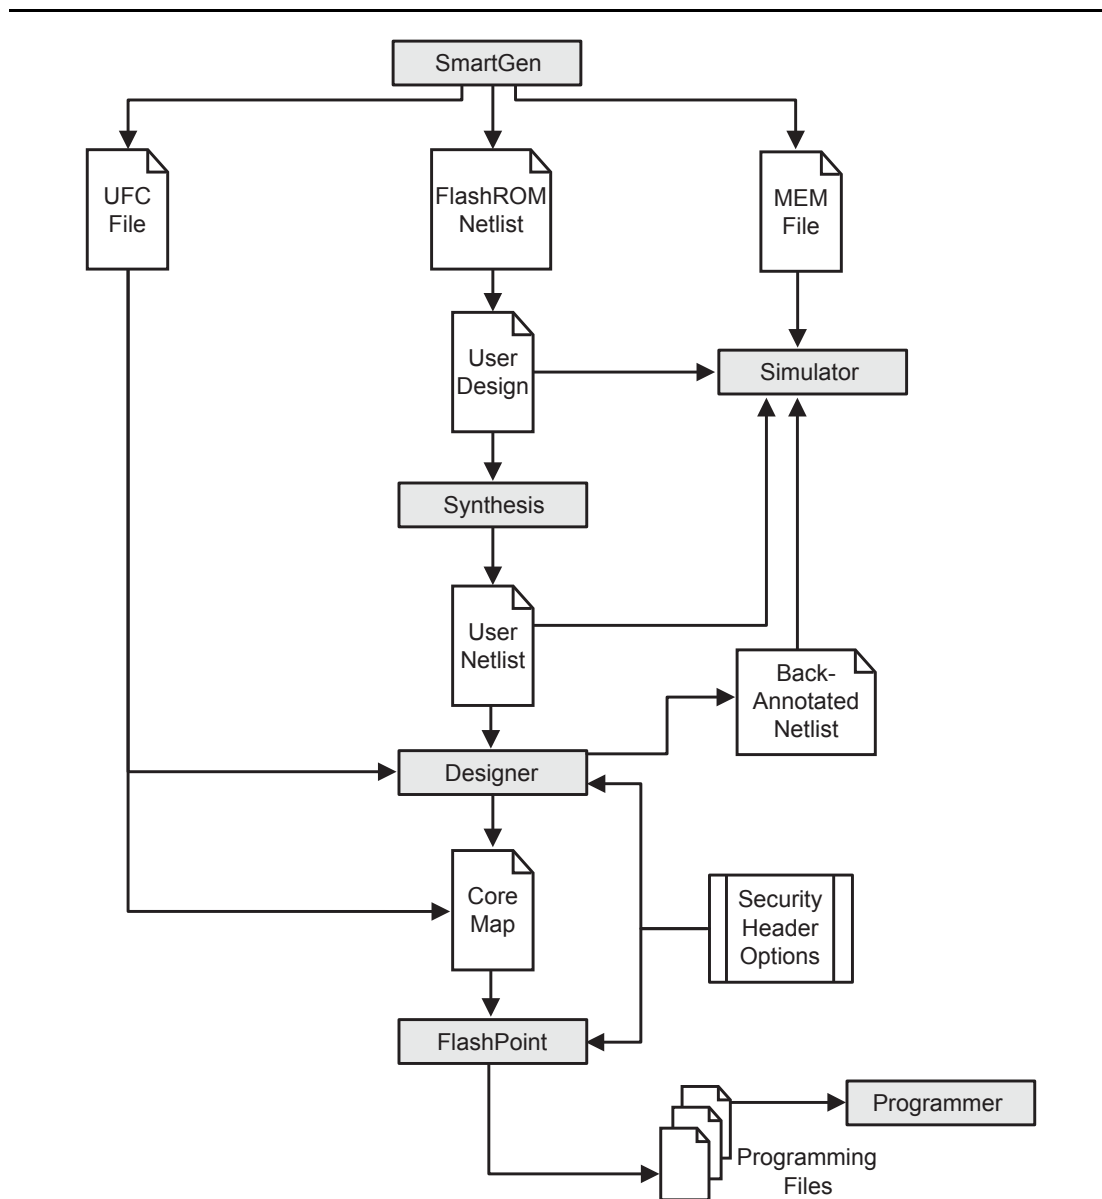 SmartGen
UFC
File
FlashROM
Netlist
MEM
File
User
Design
Simulator
Synthesis
User
Netlist
Back-
Annotated
Netlist
Designer
Core
Map
Security
Header
Options
FlashPoint
Programmer
Programming
Files